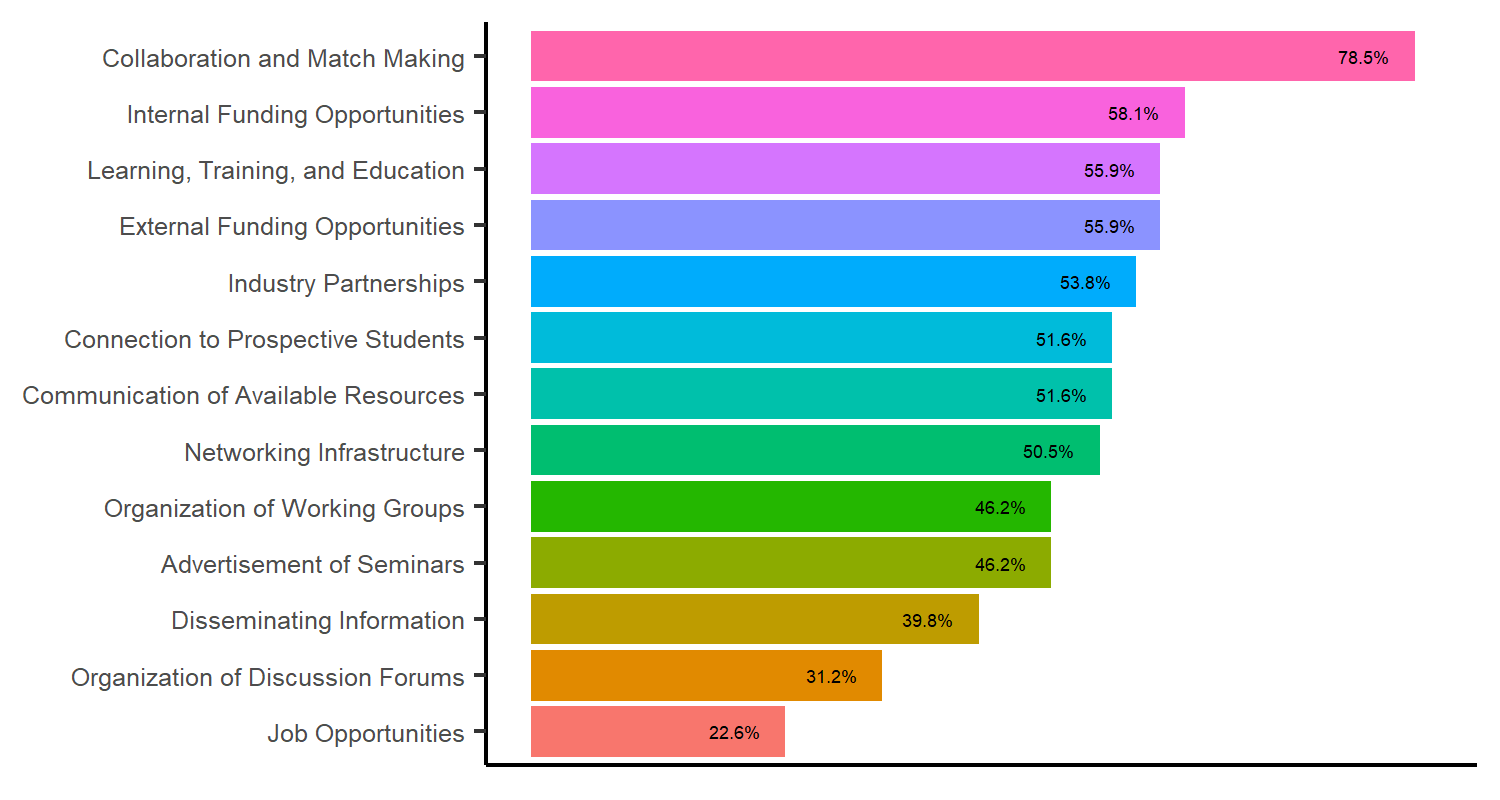 Collaboration and Match Making 78.5%
Internal Funding Opportunities 58.1%
Learning, Training, and Education 55.9%
External Funding Opportunities 55.9%
Industry Partnerships 53.8%
Connection to Prospective Students 51.6%
Communication of Available Resources 51.6%
Networking Infrastructure 50.5%
Organization of Working Groups 46.2%
Advertisement of Seminars 46.2%
Disseminating Information 39.8%
Organization of Discussion Forums 31.2%
Job Opportunities 22.6%